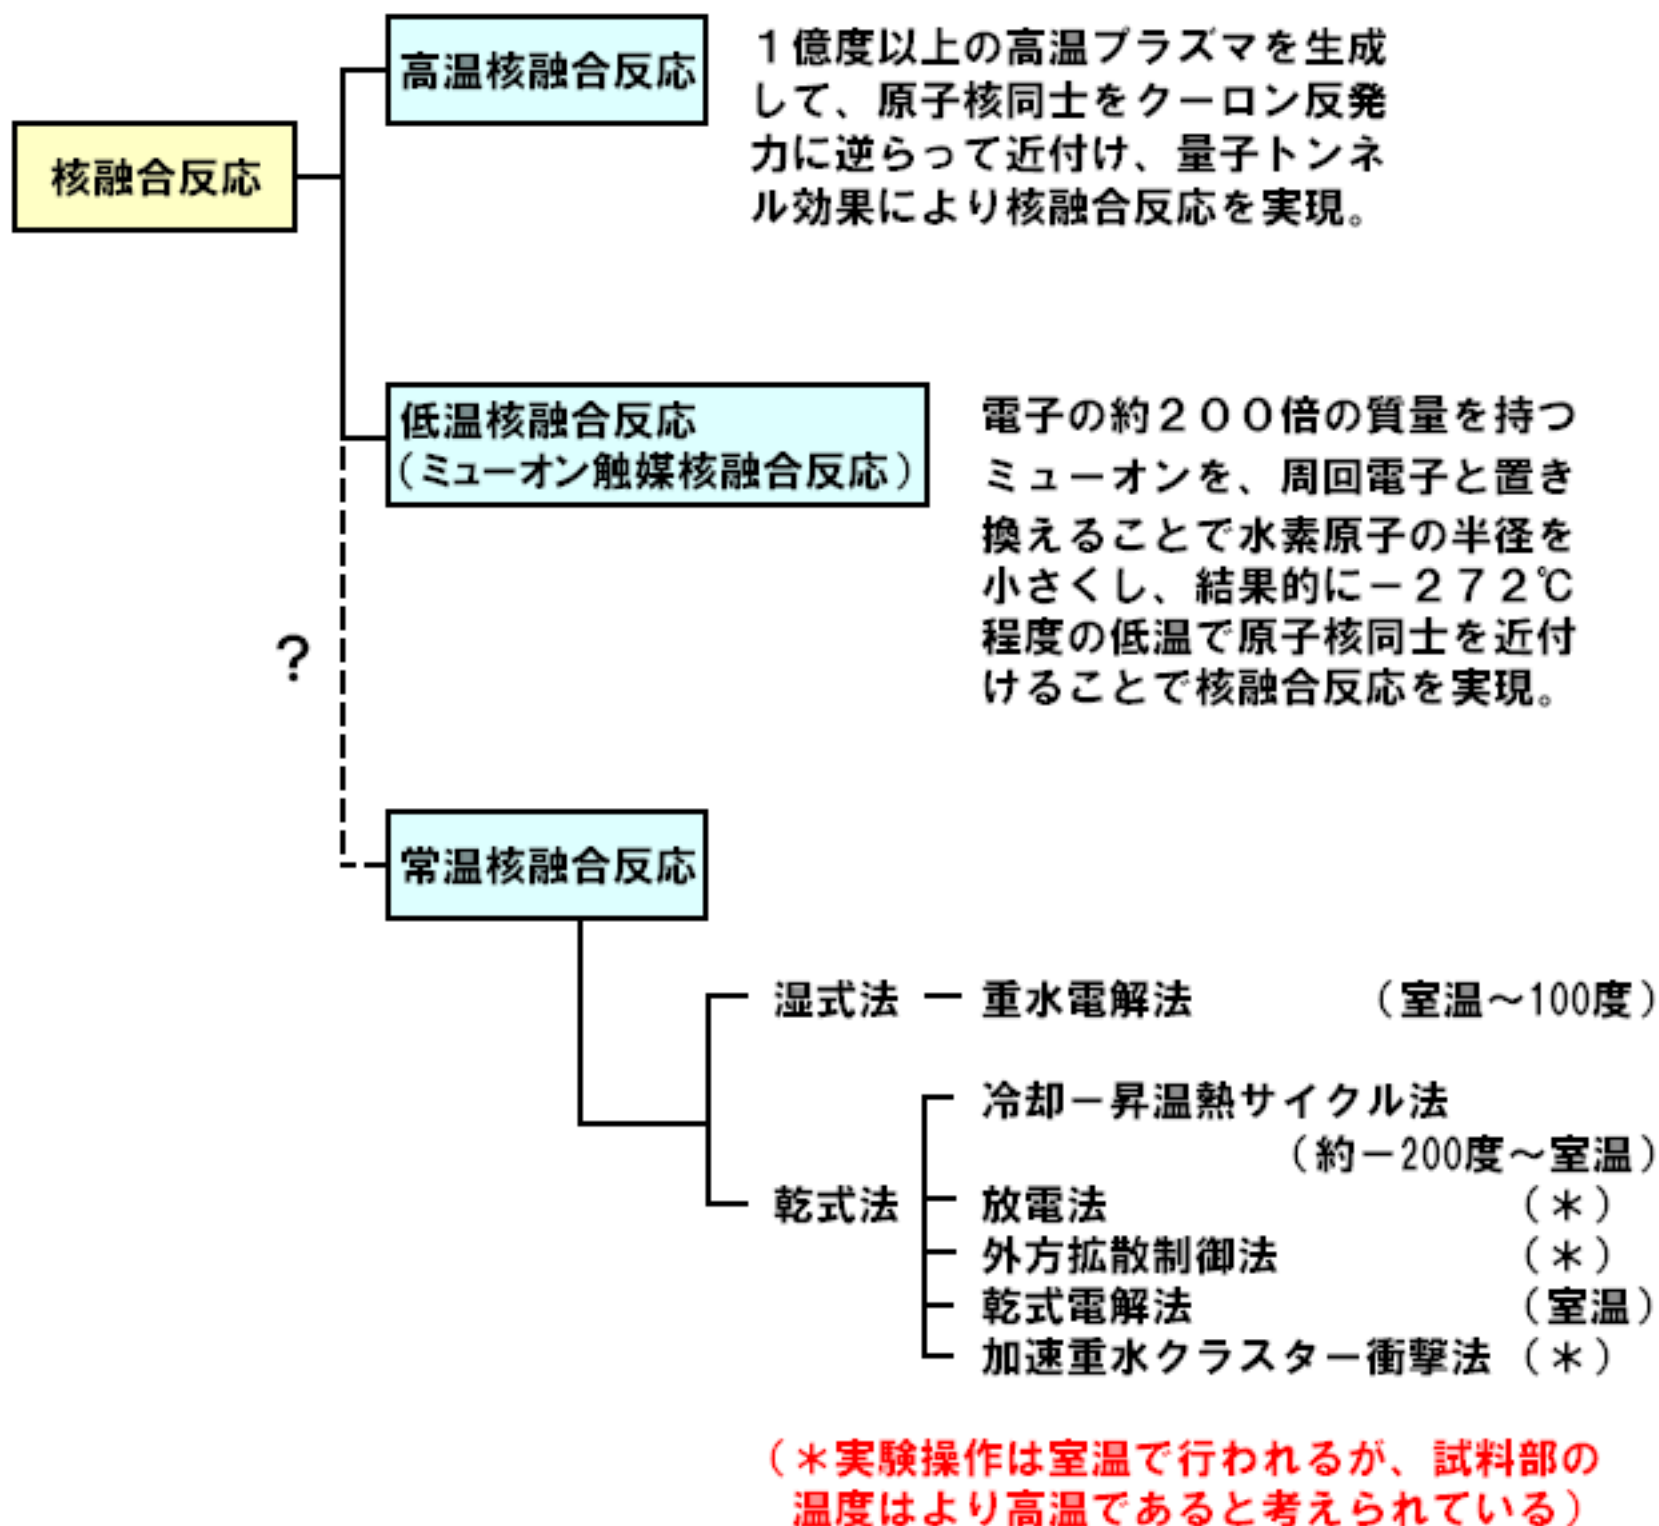 核融合反応
高温核融合反応
１億度以上の高温プラズマを生成
して、原子核同士をクーロン反発
力に逆らって近付け、量子トンネ
ル効果により核融合反応を実現。
低温核融合反応
（ミューオン触媒核融合反応）
電子の約２００倍の質量を持つ
ミューオンを、周回電子と置き
換えることで水素原子の半径を
小さくし、結果的に－２７２℃
程度の低温で原子核同士を近付
けることで核融合反応を実現。
？
常温核融合反応
湿式法 ― 重水電解法 （室温～100度）
乾式法
冷却－昇温熱サイクル法
（約－200度～室温）
放電法 （＊）
外方拡散制御法 （＊）
乾式電解法 （室温）
加速重水クラスター衝撃法 （＊）
（＊実験操作は室温で行われるが、試料部の
温度はより高温であると考えられている）